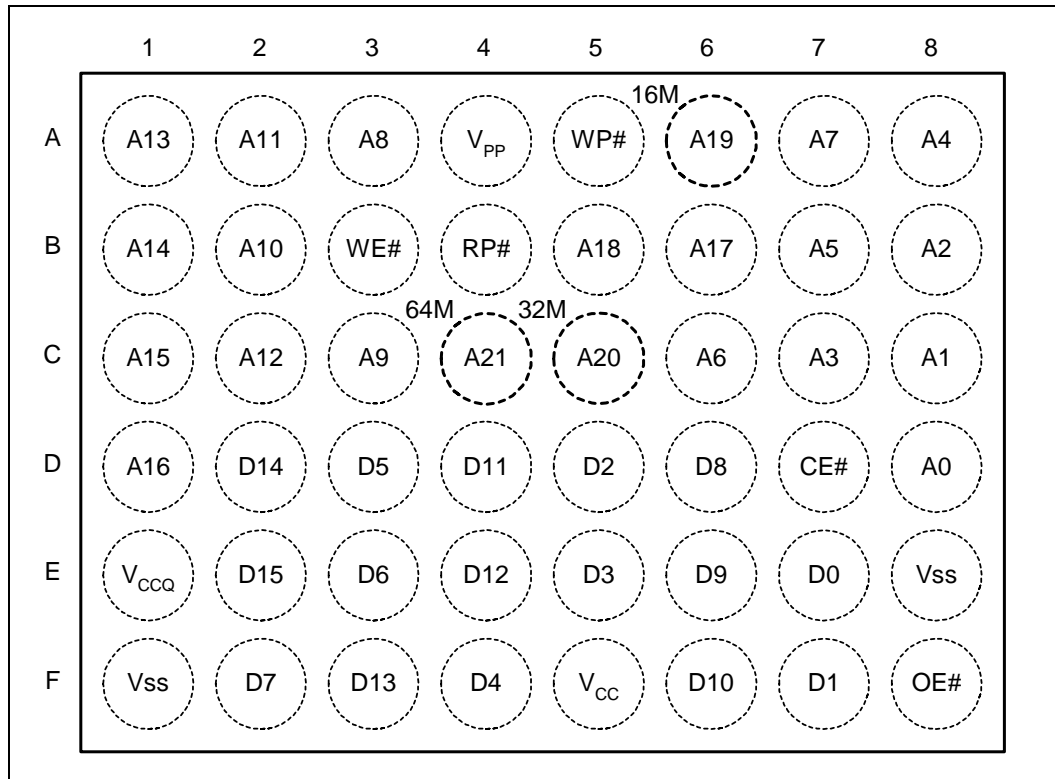 1 2 3 4 5 6 7 8
16M
A A13 A11 A8 VPP WP# A19 A7 A4
B A14 A10 WE# RP# A18 A17 A5 A2
64M 32M
C A15 A12 A9 A21 A20 A6 A3 A1
D A16 D14 D5 D11 D2 D8 CE# A0
E VCCQ D15 D6 D12 D3 D9 D0 Vss
F Vss D7 D13 D4 VCC D10 D1 OE#